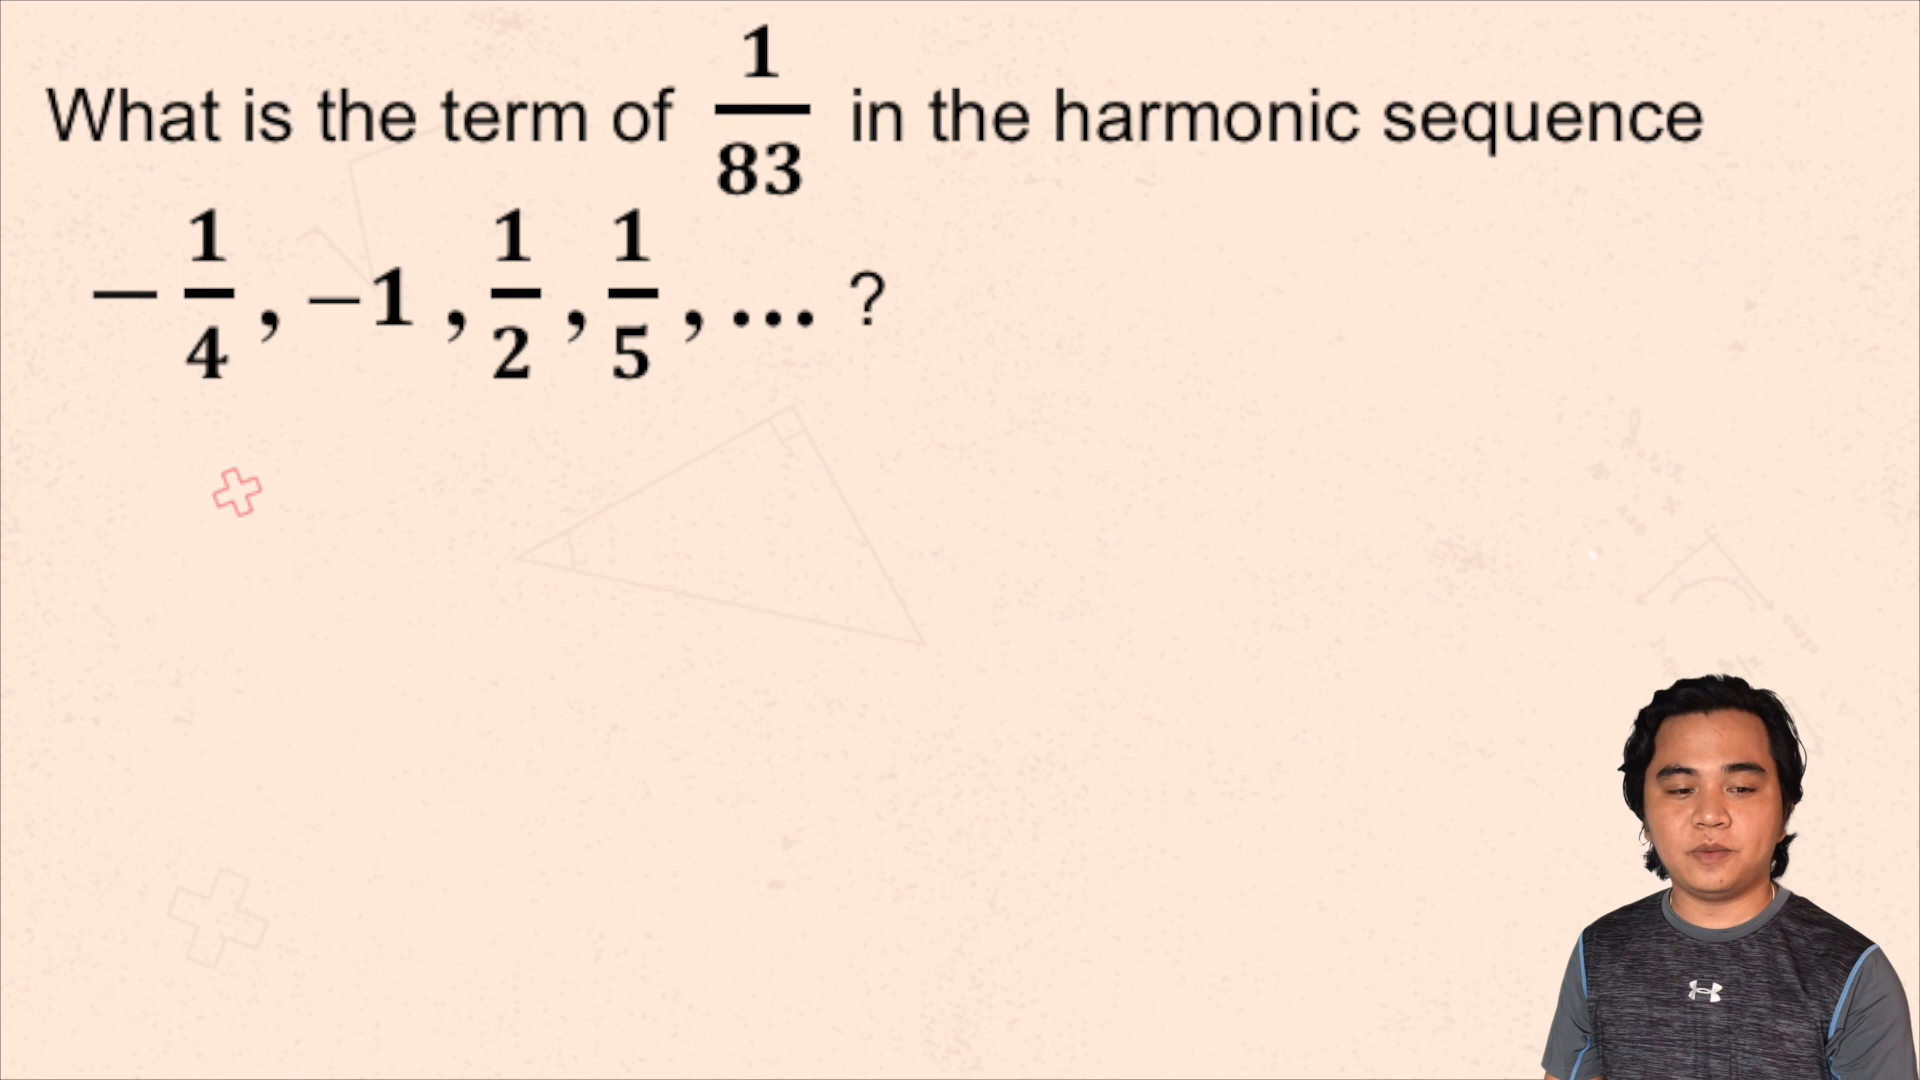 What is the term of 1/83 in the harmonic sequence
−1/4, −1, 1/2, 1/5, ... ?